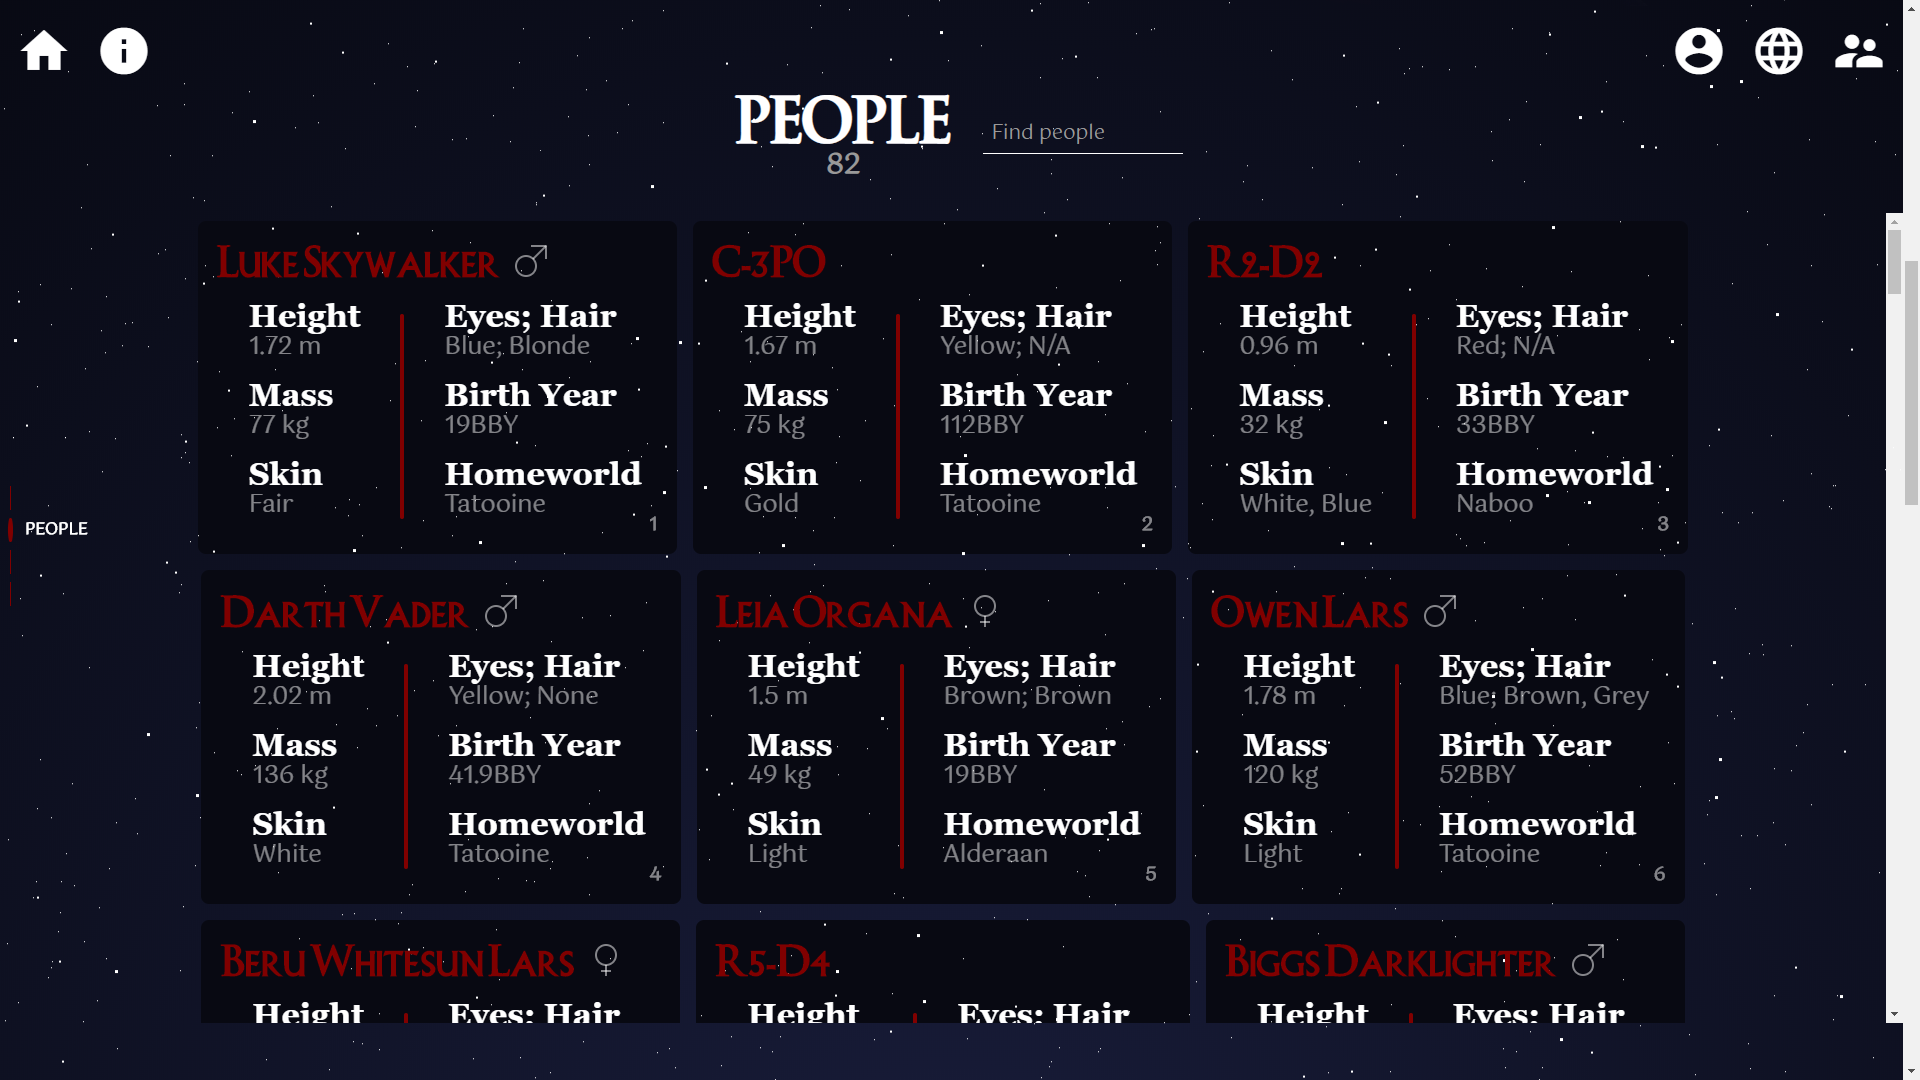 PEOPLE
82
Find people
PEOPLE
Luke Skywalker ♂
Height
1.72 m
Eyes; Hair
Blue; Blonde
Mass
77 kg
Birth Year
19BBY
Skin
Fair
Homeworld
Tatooine
1
C-3PO
Height
1.67 m
Eyes; Hair
Yellow; N/A
Mass
75 kg
Birth Year
112BBY
Skin
Gold
Homeworld
Tatooine
2
R2-D2
Height
0.96 m
Eyes; Hair
Red; N/A
Mass
32 kg
Birth Year
33BBY
Skin
White, Blue
Homeworld
Naboo
3
Darth Vader ♂
Height
2.02 m
Eyes; Hair
Yellow; None
Mass
136 kg
Birth Year
41.9BBY
Skin
White
Homeworld
Tatooine
4
Leia Organa ♀
Height
1.5 m
Eyes; Hair
Brown; Brown
Mass
49 kg
Birth Year
19BBY
Skin
Light
Homeworld
Alderaan
5
Owen Lars ♂
Height
1.78 m
Eyes; Hair
Blue; Brown, Grey
Mass
120 kg
Birth Year
52BBY
Skin
Light
Homeworld
Tatooine
6
Beru Whitesun Lars ♀
Height
Eyes; Hair
R5-D4
Height
Eyes; Hair
Biggs Darklighter ♂
Height
Eyes; Hair